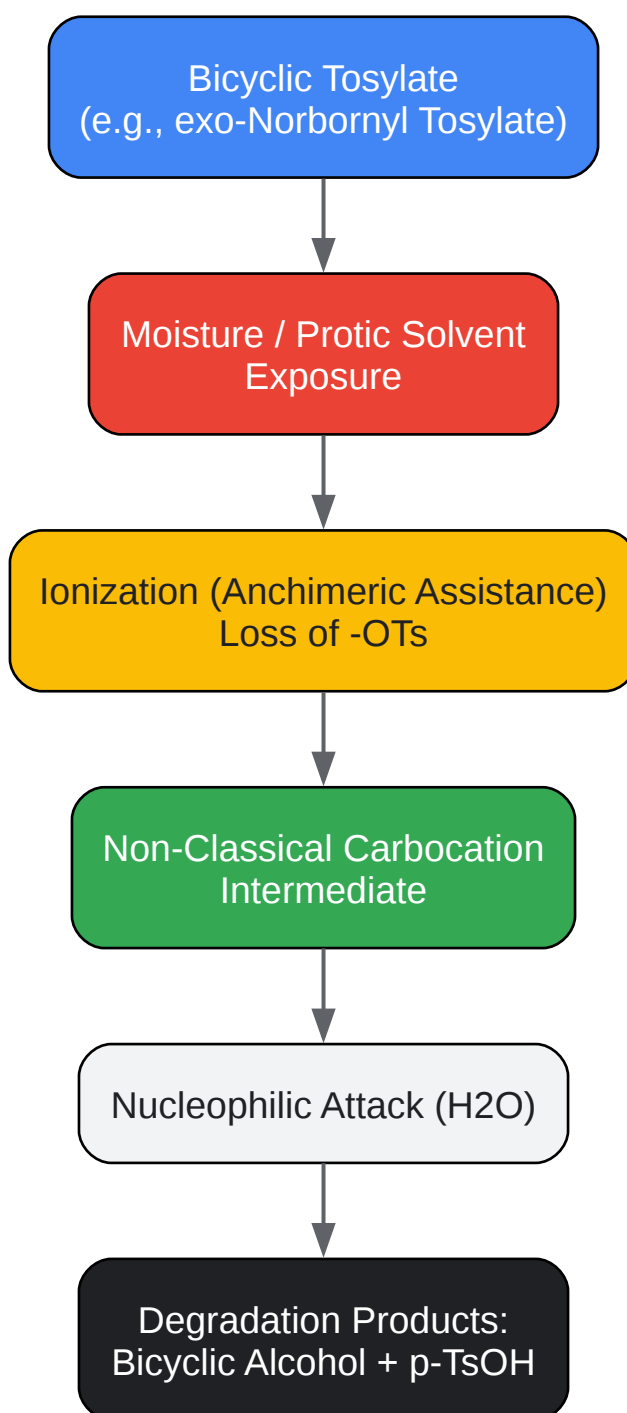 Bicyclic Tosylate
(e.g., exo-Norbornyl Tosylate)
Moisture / Protic Solvent
Exposure
Ionization (Anchimeric Assistance)
Loss of -OTs
Non-Classical Carbocation
Intermediate
Nucleophilic Attack (H2O)
Degradation Products:
Bicyclic Alcohol + p-TsOH